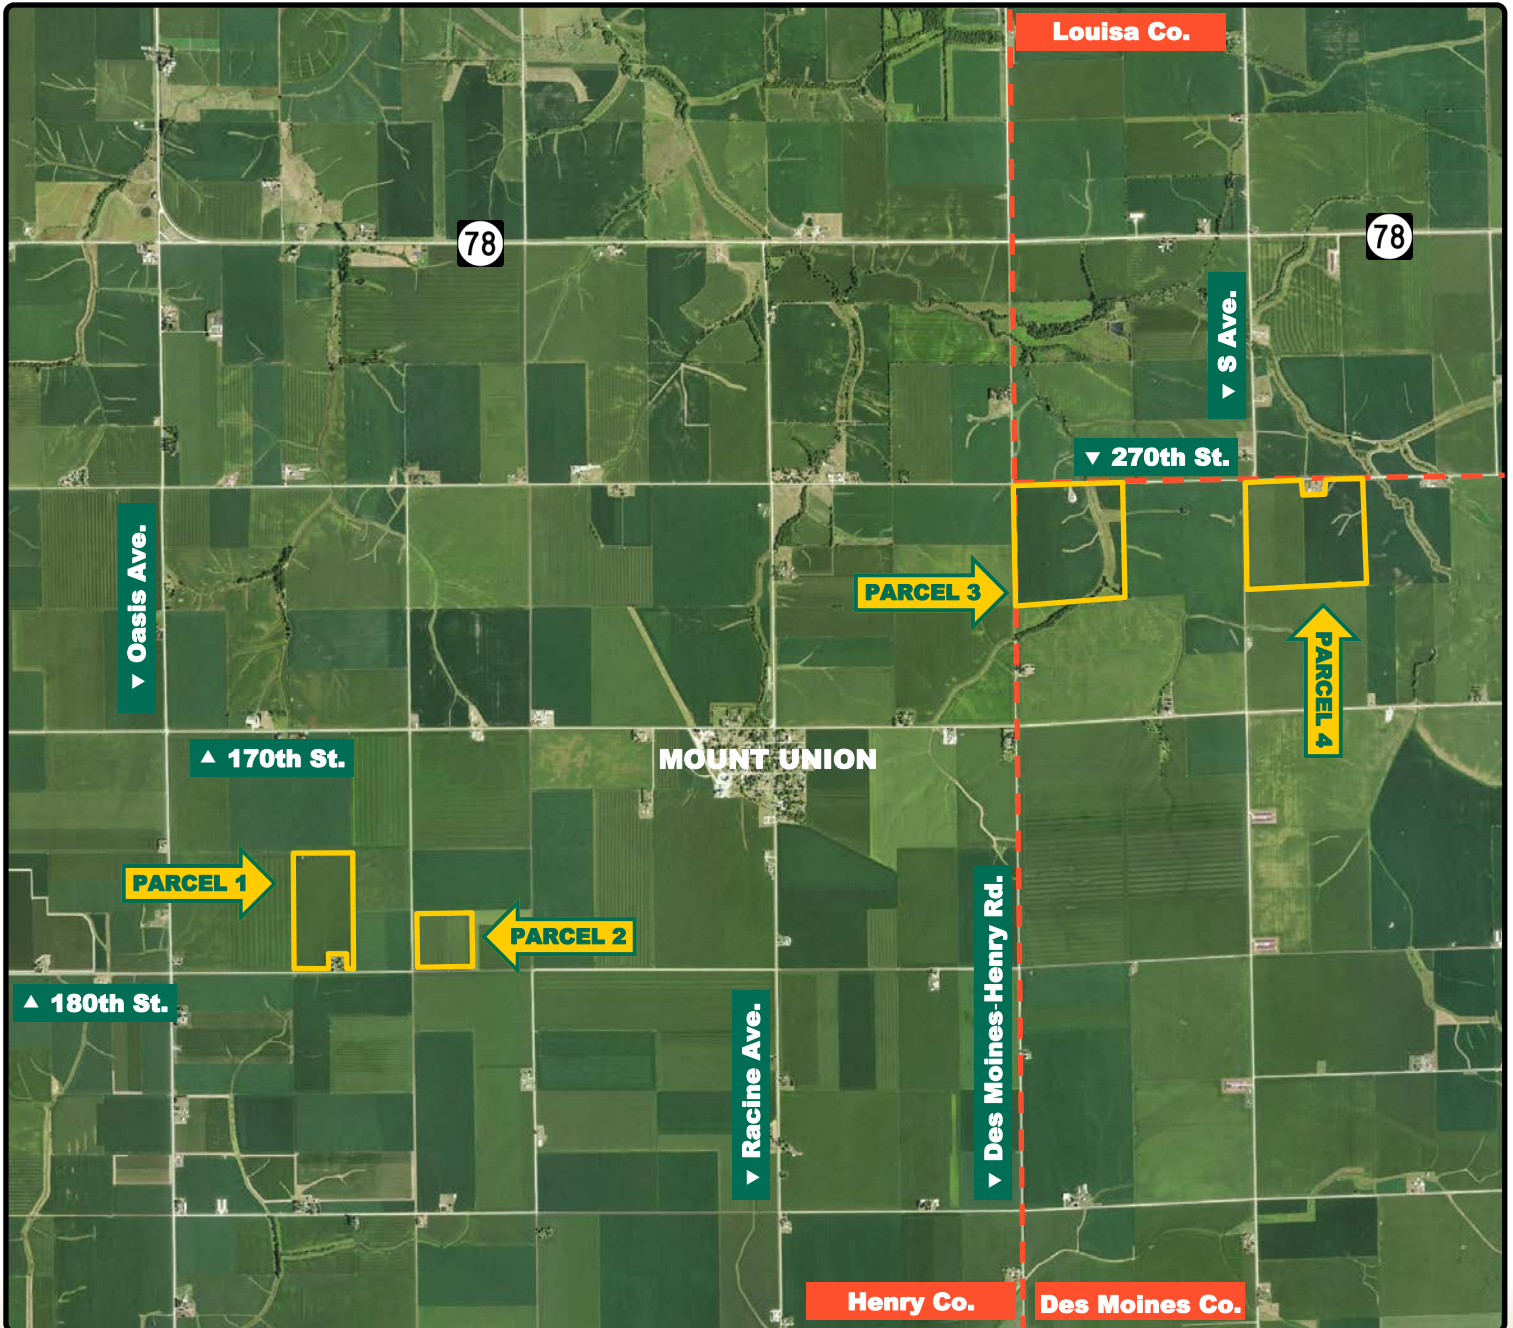 Louisa Co.
78
78
▼ S Ave.
▼ 270th St.
▼ Oasis Ave.
PARCEL 3
PARCEL 4
▲ 170th St.
MOUNT UNION
PARCEL 1
PARCEL 2
▼ Des Moines-Henry Rd.
▲ 180th St.
▼ Racine Ave.
Henry Co.
Des Moines Co.